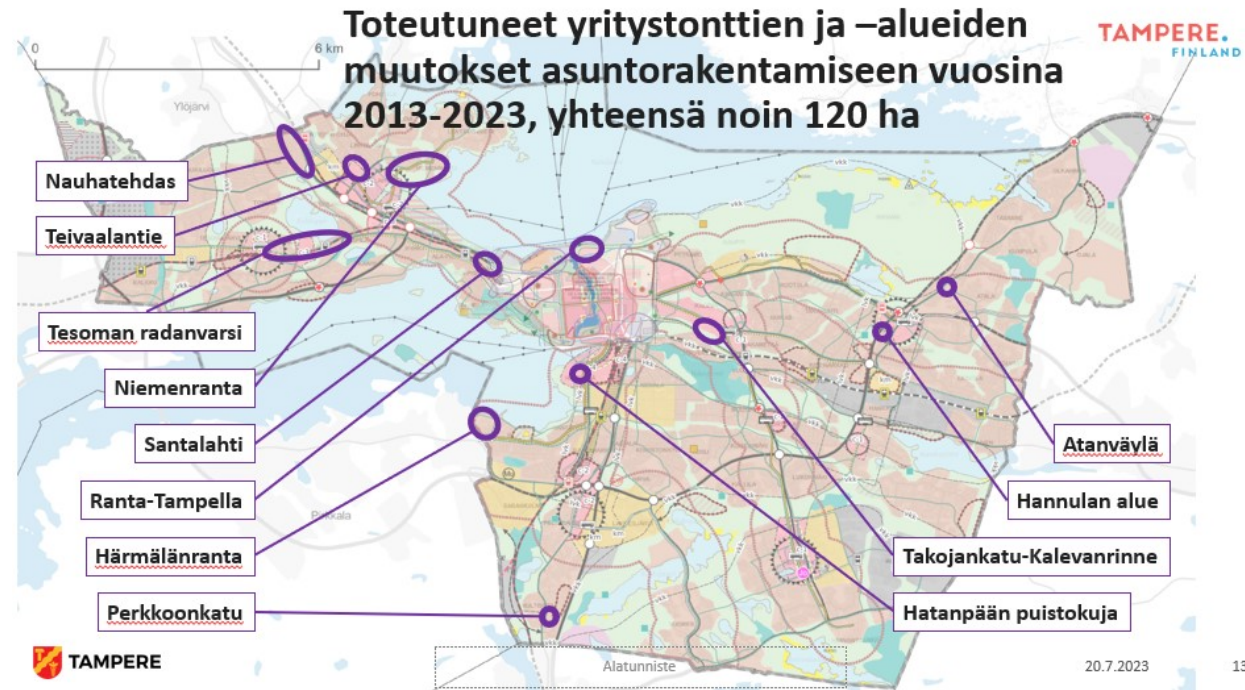 Toteutuneet yritystonttien ja –alueiden
muutokset asuntorakentamiseen vuosina
2013-2023, yhteensä noin 120 ha
TAMPERE.
FINLAND
0
6 km
Ylöjärvi
Nauhatehdas
Teivaalantie
Tesoman radanvarsi
Niemenranta
Santalahti
Ranta-Tampella
Härmälänranta
Perkkoonkatu
Pirkkala
Atanväylä
Hannulan alue
Takojankatu-Kalevanrinne
Hatanpään puistokuja
TAMPERE
Alatunniste
20.7.2023
13